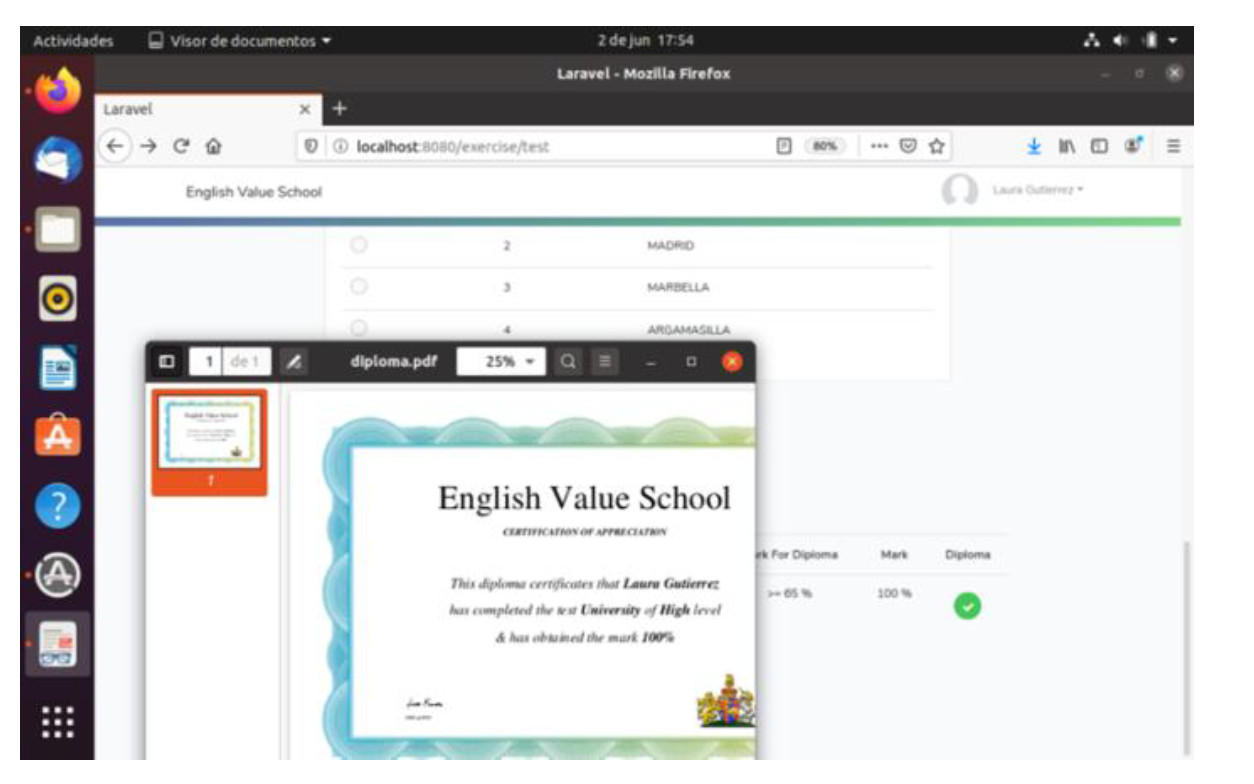 Actividades Visor de documentos 2 de jun 17:54
Laravel - Mozilla Firefox
Laravel
localhost:8080/exercise/test 80%
English Value School Laura Gutierrez
2 MADRID
3 MARBELLA
4 ARGAMASILLA
1 de 1 diploma.pdf 25%
1
English Value School
CERTIFICATION OF APPRECIATION
This diploma certificates that Laura Gutierrez
has completed the test University of High level
& has obtained the mark 100%
rk For Diploma Mark Diploma
>= 65 % 100 %